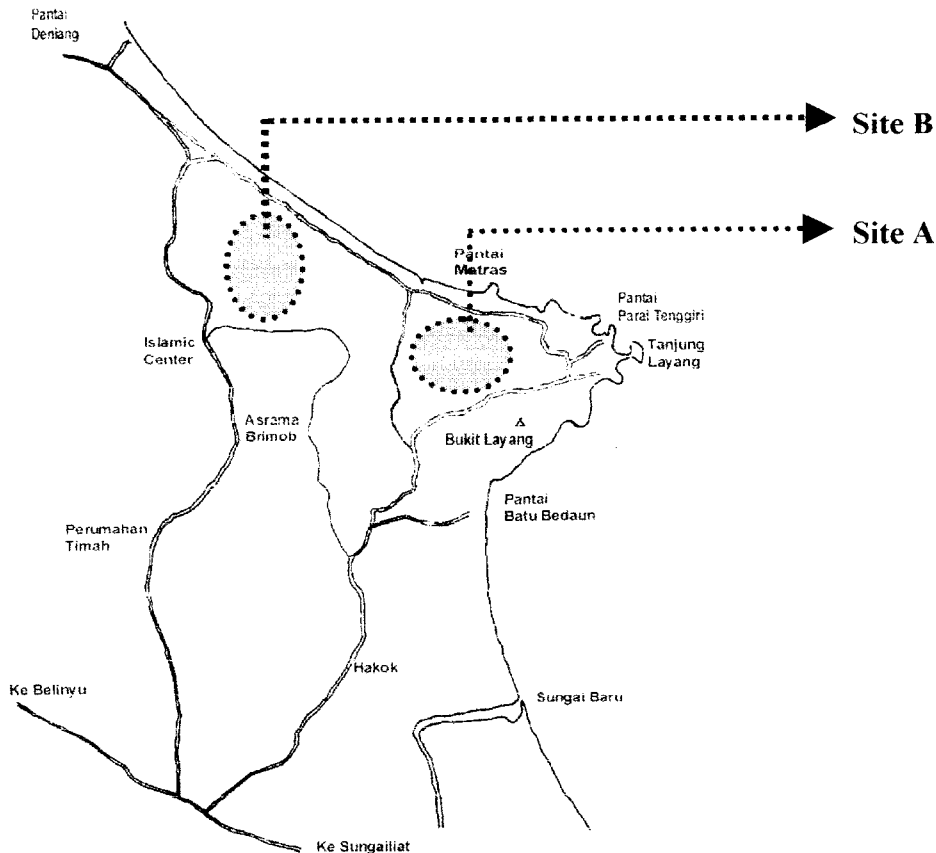 Pantai
Deniang
Site B
Site A
Pantai
Matras
Pantai
Parai Tenggiri
Tanjung
Layang
Islamic
Center
Asrama
Brimob
Bukit Layang
Pantai
Batu Bedaun
Perumahan
Timah
Hakok
Ke Belinyu
Sungai Baru
Ke Sungailiat